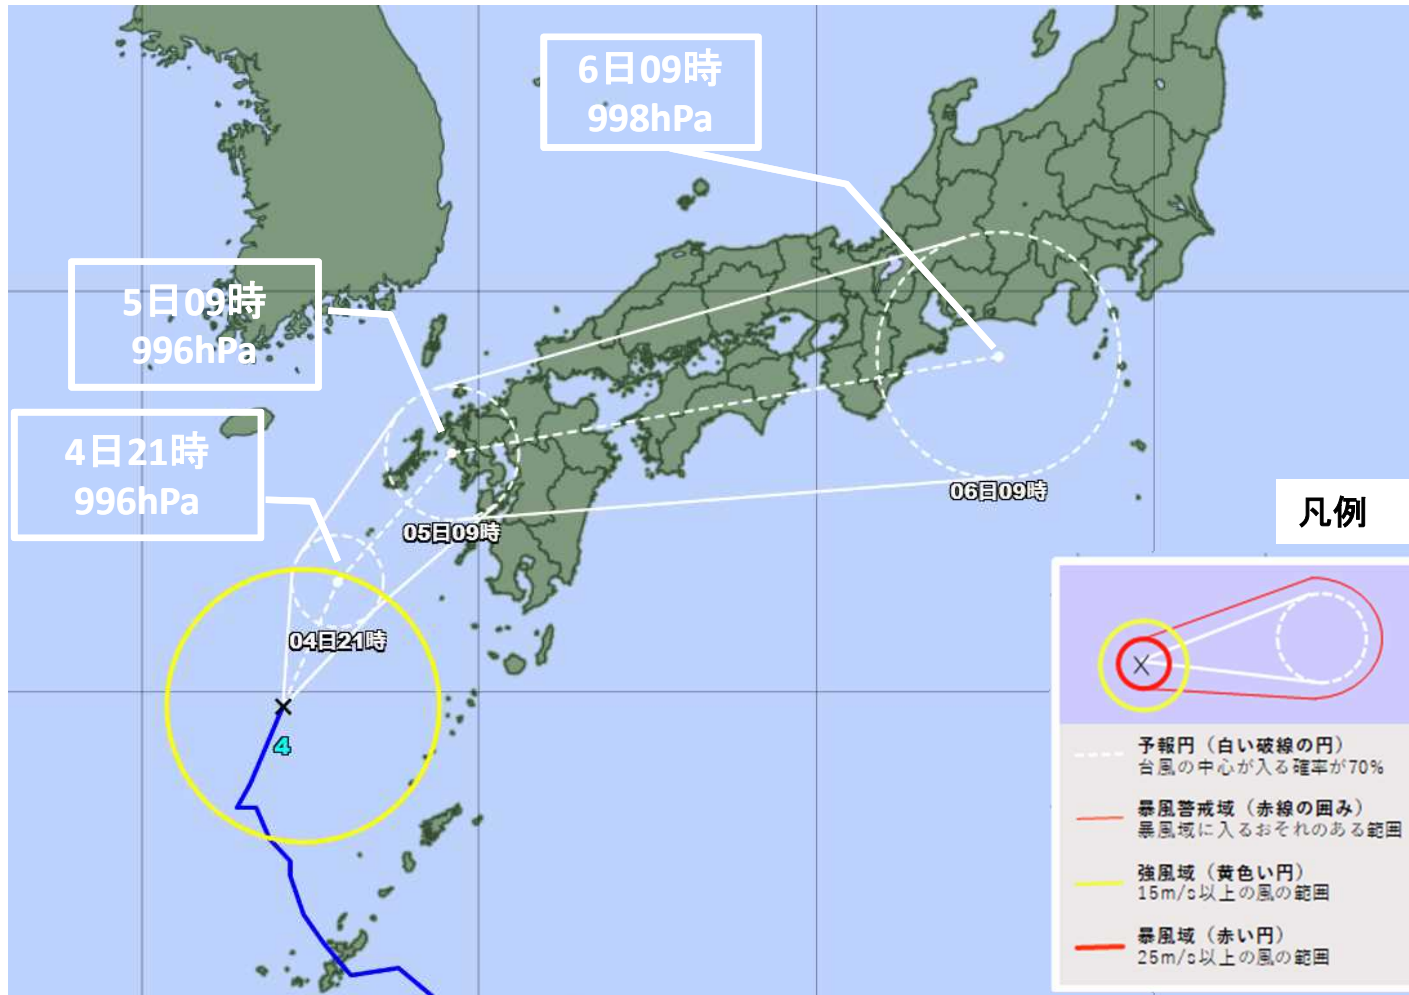 6日09時
998hPa
5日09時
996hPa
4日21時
996hPa
06日09時
05日09時
04日21時
4
凡例
予報円（白い破線の円）
台風の中心が入る確率が70%
暴風警戒域（赤線の囲み）
暴風域に入るおそれのある範囲
強風域（黄色い円）
15m/s以上の風の範囲
暴風域（赤い円）
25m/s以上の風の範囲